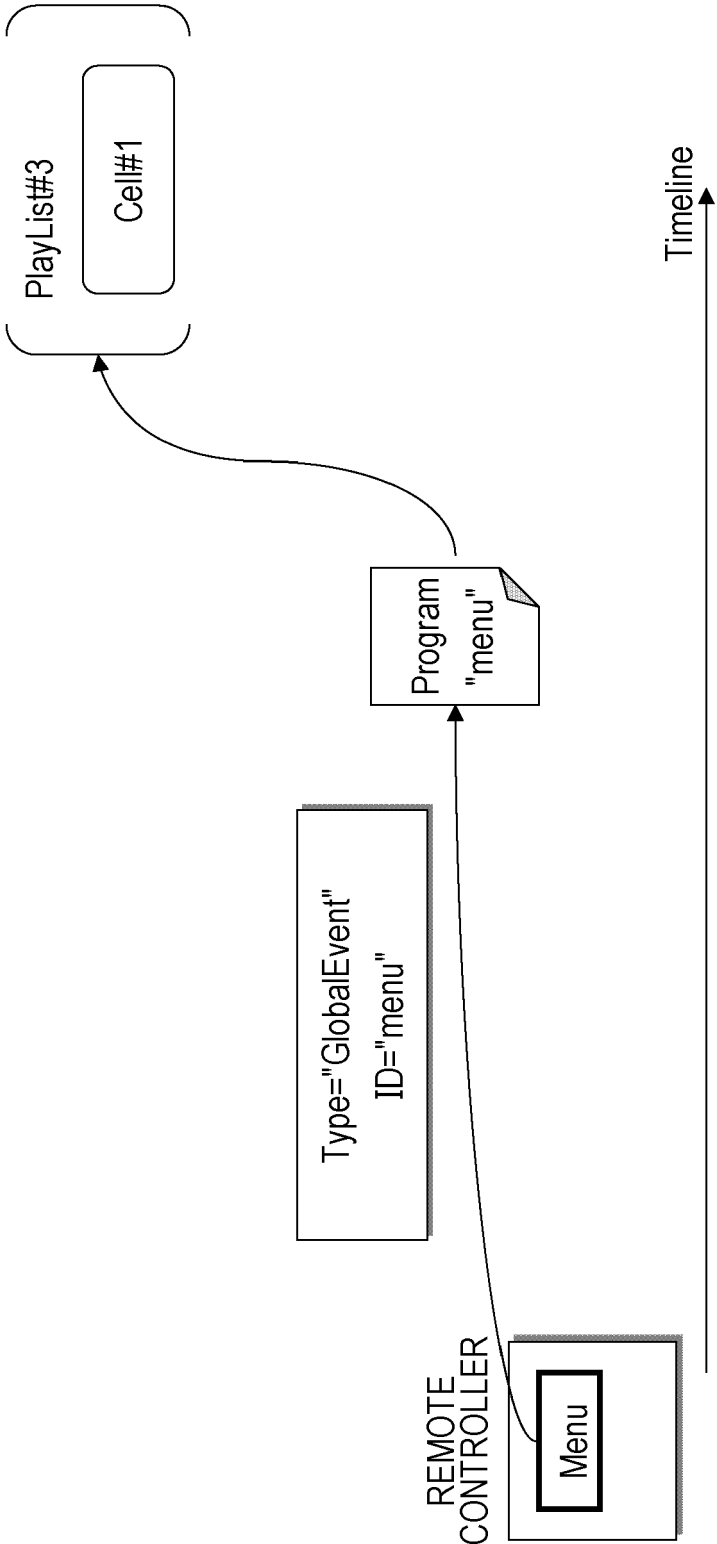 PlayList#3
Cell#1
Type="GlobalEvent"
ID="menu"
Program
"menu"
REMOTE
CONTROLLER
Menu
Timeline